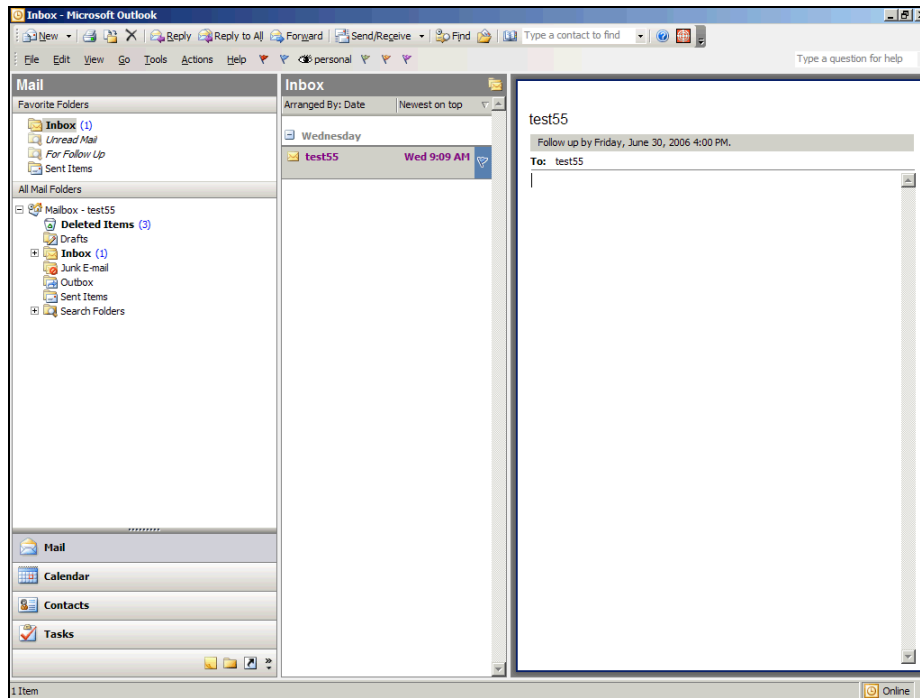 Inbox - Microsoft Outlook
New Reply Reply to All Forward Send/Receive Find Type a contact to find
File Edit View Go Tools Actions Help personal Type a question for help
Mail
Favorite Folders
Inbox (1)
Unread Mail
For Follow Up
Sent Items
All Mail Folders
Mailbox - test55
Deleted Items (3)
Drafts
Inbox (1)
Junk E-mail
Outbox
Sent Items
Search Folders
Mail
Calendar
Contacts
Tasks
Inbox
Arranged By: Date Newest on top
Wednesday
test55 Wed 9:09 AM
test55
Follow up by Friday, June 30, 2006 4:00 PM.
To: test55
1 Item Online